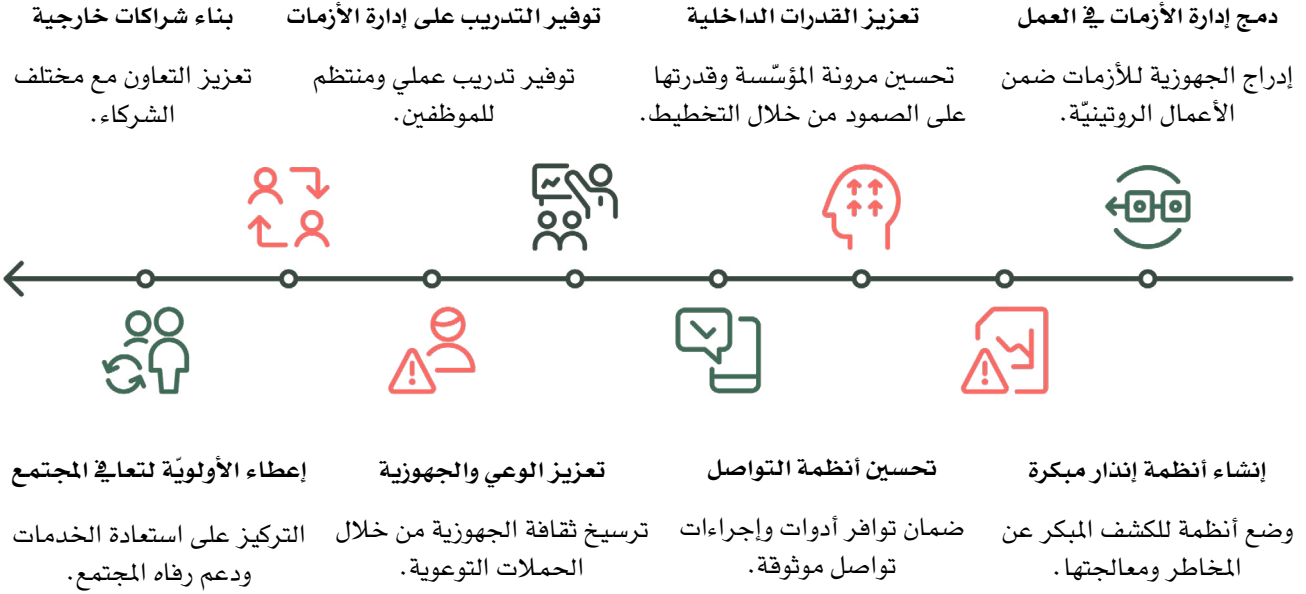 دمج إدارة الأزمات في العمل
إدراج الجهوزية للأزمات ضمن
الأعمال الروتينيّة.
تعزيز القدرات الداخلية
تحسين مرونة المؤسّسة وقدرتها
على الصمود من خلال التخطيط.
توفير التدريب على إدارة الأزمات
توفير تدريب عملي ومنتظم
للموظفين.
بناء شراكات خارجية
تعزيز التعاون مع مختلف
الشركاء.
إنشاء أنظمة إنذار مبكرة
وضع أنظمة للكشف المبكر عن
المخاطر ومعالجتها.
تحسين أنظمة التواصل
ضمان توافر أدوات وإجراءات
تواصل موثوقة.
تعزيز الوعي والجهوزية
ترسيخ ثقافة الجهوزية من خلال
الحملات التوعوية.
إعطاء الأولويّة لتعافي المجتمع
التركيز على استعادة الخدمات
ودعم رفاه المجتمع.